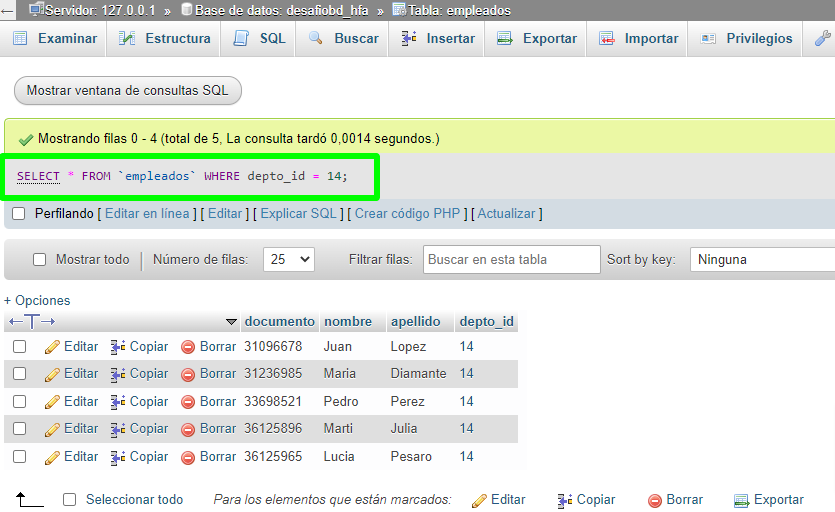 Servidor: 127.0.0.1 » Base de datos: desafiobd_hfa » Tabla: empleados
Examinar Estructura SQL Buscar Insertar Exportar Importar Privilegios
Mostrar ventana de consultas SQL
Mostrando filas 0 - 4 (total de 5, La consulta tardó 0,0014 segundos.)
SELECT * FROM `empleados` WHERE depto_id = 14;
Perfilando [ Editar en línea ] [ Editar ] [ Explicar SQL ] [ Crear código PHP ] [ Actualizar ]
Mostrar todo | Número de filas: 25 Filtrar filas: Buscar en esta tabla Sort by key: Ninguna
+ Opciones
←T→ documento nombre apellido depto_id
Editar Copiar Borrar 31096678 Juan Lopez 14
Editar Copiar Borrar 31236985 Maria Diamante 14
Editar Copiar Borrar 33698521 Pedro Perez 14
Editar Copiar Borrar 36125896 Marti Julia 14
Editar Copiar Borrar 36125965 Lucia Pesaro 14
Seleccionar todo Para los elementos que están marcados: Editar Copiar Borrar Exportar